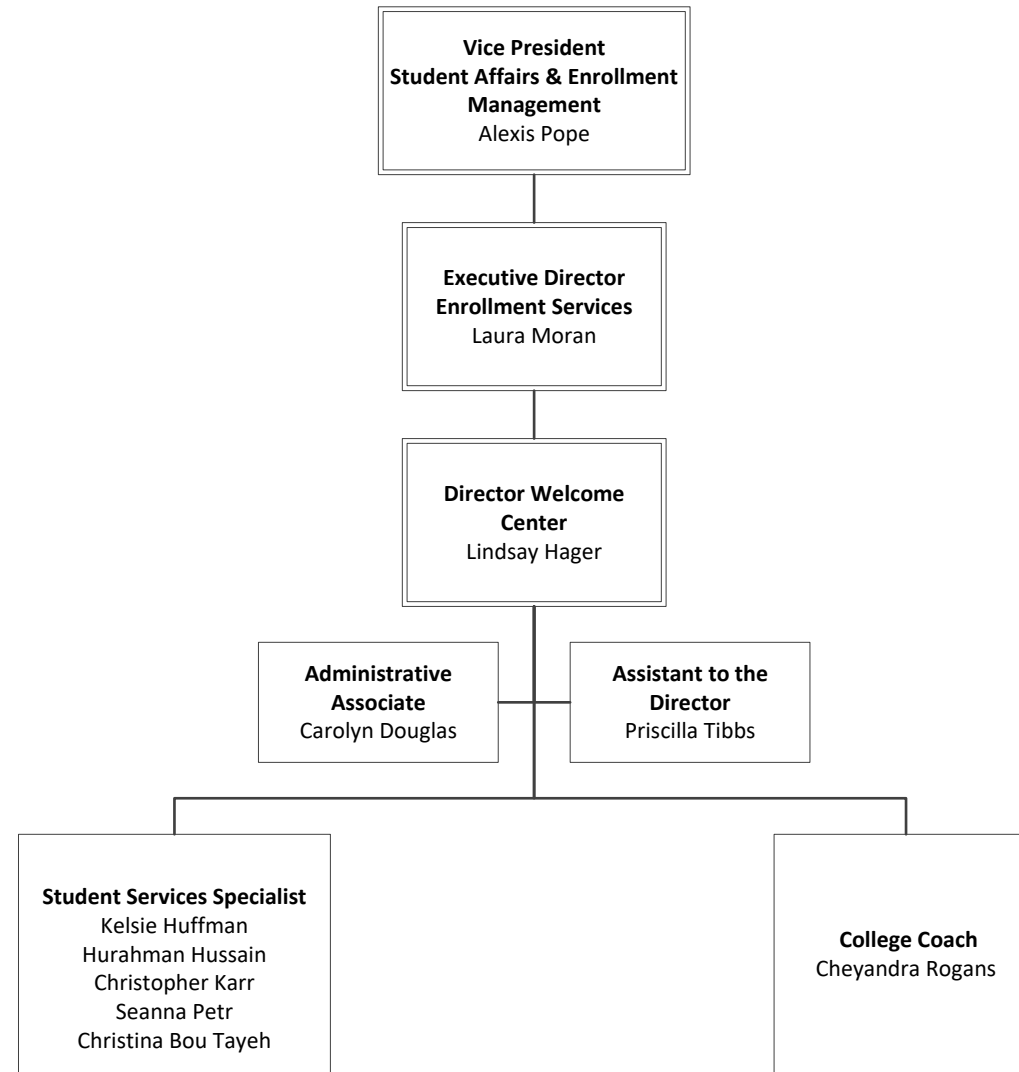 Vice President
Student Affairs & Enrollment
Management
Alexis Pope
Executive Director
Enrollment Services
Laura Moran
Director Welcome
Center
Lindsay Hager
Administrative
Associate
Carolyn Douglas
Assistant to the
Director
Priscilla Tibbs
Student Services Specialist
Kelsie Huffman
Hurahman Hussain
Christopher Karr
Seanna Petr
Christina Bou Tayeh
College Coach
Cheyandra Rogans